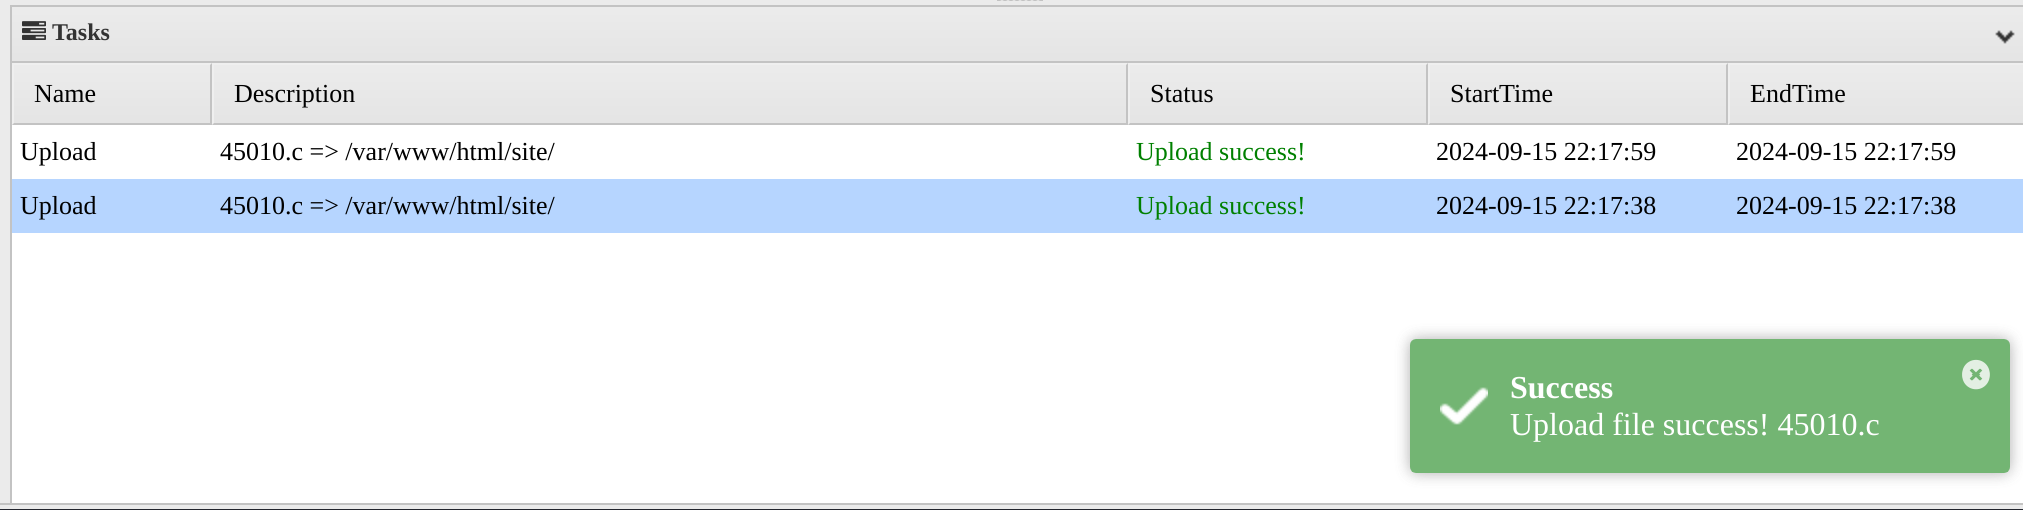 Tasks
Name Description Status StartTime EndTime
Upload 45010.c => /var/www/html/site/ Upload success! 2024-09-15 22:17:59 2024-09-15 22:17:59
Upload 45010.c => /var/www/html/site/ Upload success! 2024-09-15 22:17:38 2024-09-15 22:17:38
Success
Upload file success! 45010.c